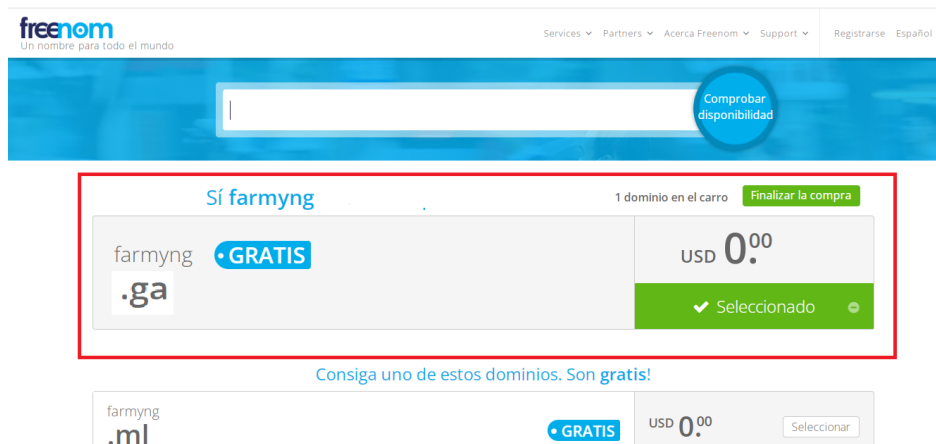 freenom
Un nombre para todo el mundo
Services Partners Acerca Freenom Support Registrarse Español
Comprobar
disponibilidad
Sí farmyng
1 dominio en el carro Finalizar la compra
farmyng GRATIS
.ga
USD 0.00
Seleccionado
Consiga uno de estos dominios. Son gratis!
farmyng
.ml
GRATIS
USD 0.00
Seleccionar